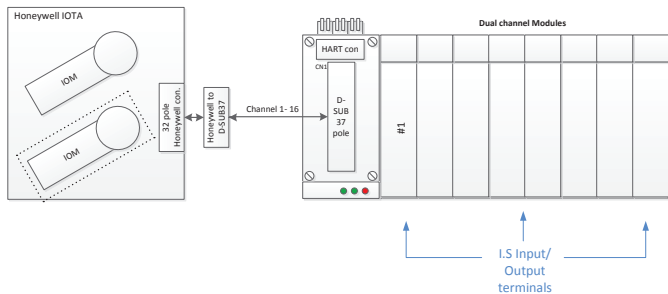 Honeywell IOTA
IOM
IOM
32 pole
Honeywell con.
Honeywell to
D-SUB37
Channel 1- 16
HART con
CN1
D-
SUB
37
pole
Dual channel Modules
#1
I.S Input/
Output
terminals